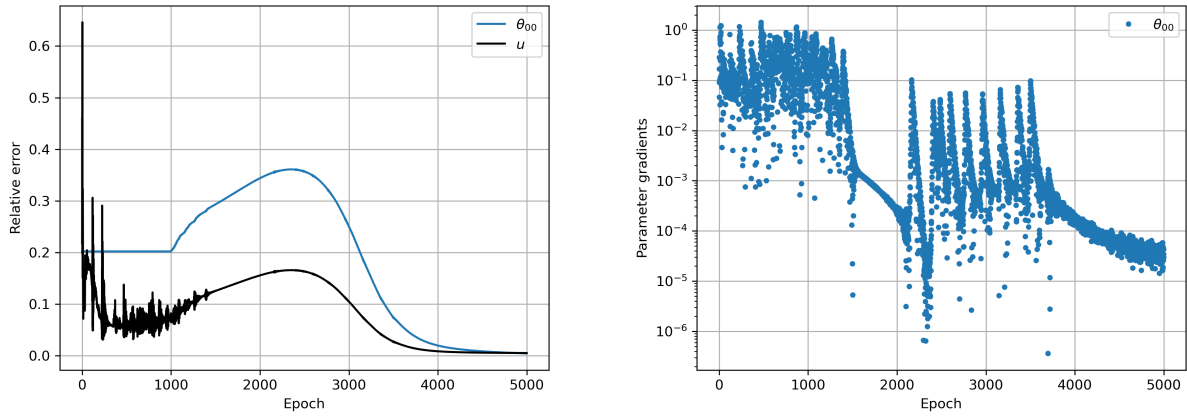 θ₀₀
u
0.6
0.5
0.4
0.3
0.2
0.1
0.0
Relative error
0 1000 2000 3000 4000 5000
Epoch
θ₀₀
10⁰
10⁻¹
10⁻²
10⁻³
10⁻⁴
10⁻⁵
10⁻⁶
Parameter gradients
0 1000 2000 3000 4000 5000
Epoch